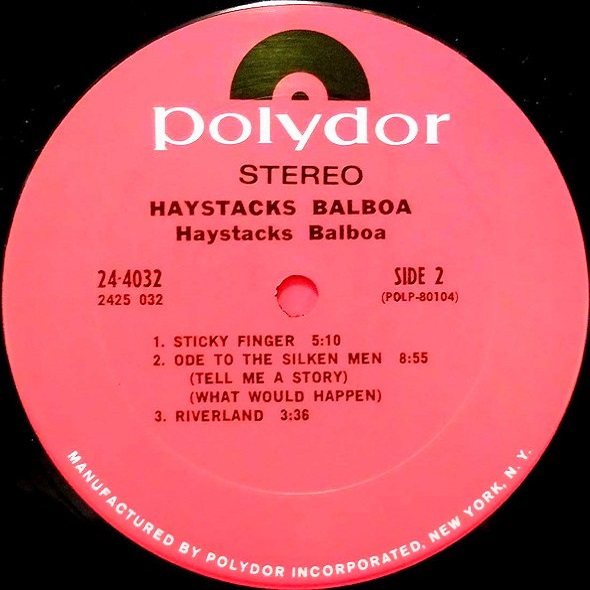 polydor
STEREO
HAYSTACKS BALBOA
Haystacks Balboa
24-4032
2425 032
SIDE 2
(POLP-80104)
1. STICKY FINGER 5:10
2. ODE TO THE SILKEN MEN 8:55
(TELL ME A STORY)
(WHAT WOULD HAPPEN)
3. RIVERLAND 3:36
MANUFACTURED BY POLYDOR INCORPORATED, NEW YORK, N. Y.